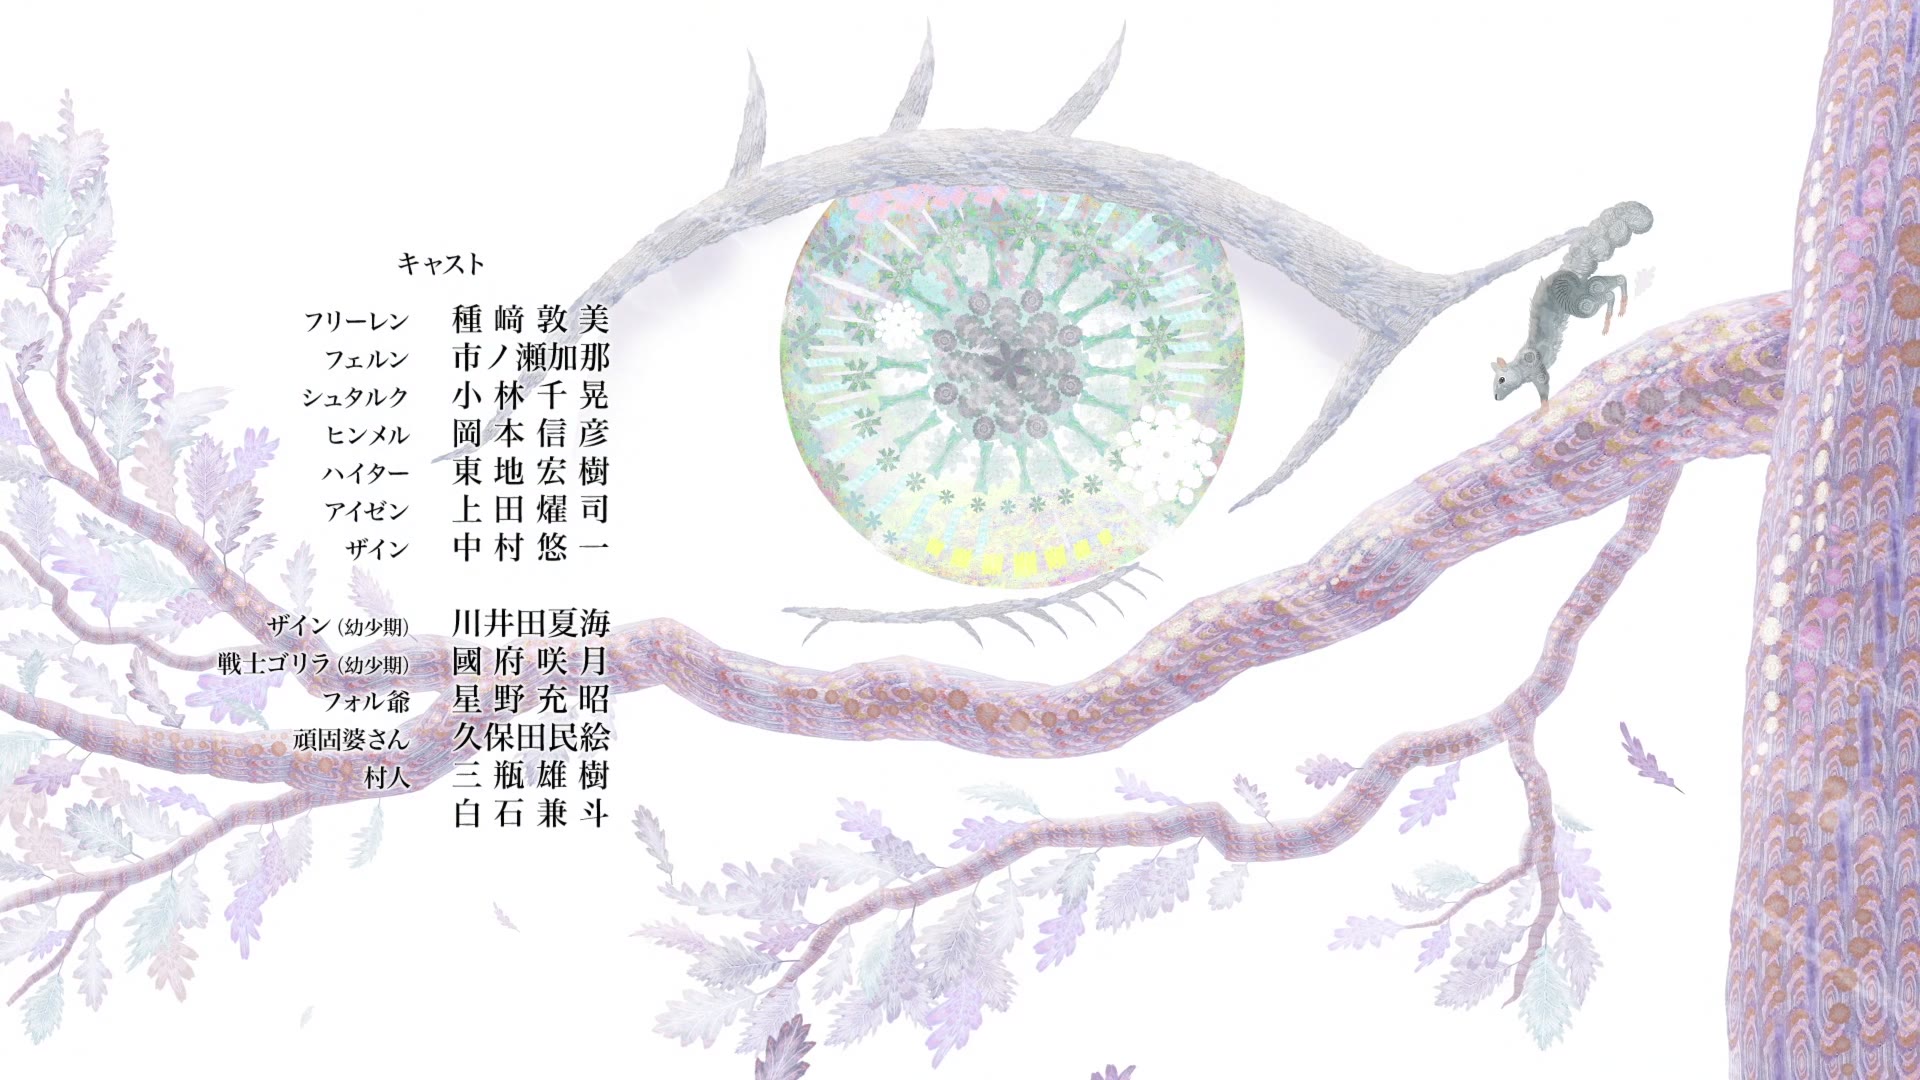 キャスト
フリーレン 種﨑敦美
フェルン 市ノ瀬加那
シュタルク 小林千晃
ヒンメル 岡本信彦
ハイター 東地宏樹
アイゼン 上田燿司
ザイン 中村悠一
ザイン（幼少期） 川井田夏海
戦士ゴリラ（幼少期） 國府咲月
フォル爺 星野充昭
頑固婆さん 久保田民絵
村人 三瓶雄樹
白石兼斗